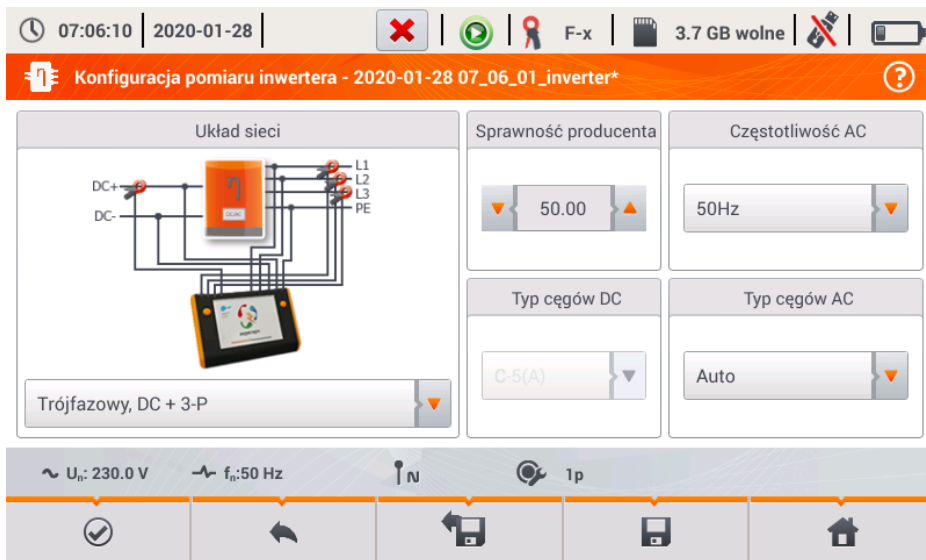 07:06:10 2020-01-28 F-x 3.7 GB wolne
Konfiguracja pomiaru inwertera - 2020-01-28 07_06_01_inverter* ?
Układ sieci
DC+
DC-
DC/AC
L1
L2
L3
PE
Trójfazowy, DC + 3-P
Sprawność producenta
50.00
Częstotliwość AC
50Hz
Typ cęgów DC
C-5(A)
Typ cęgów AC
Auto
Un: 230.0 V fn:50 Hz N 1p